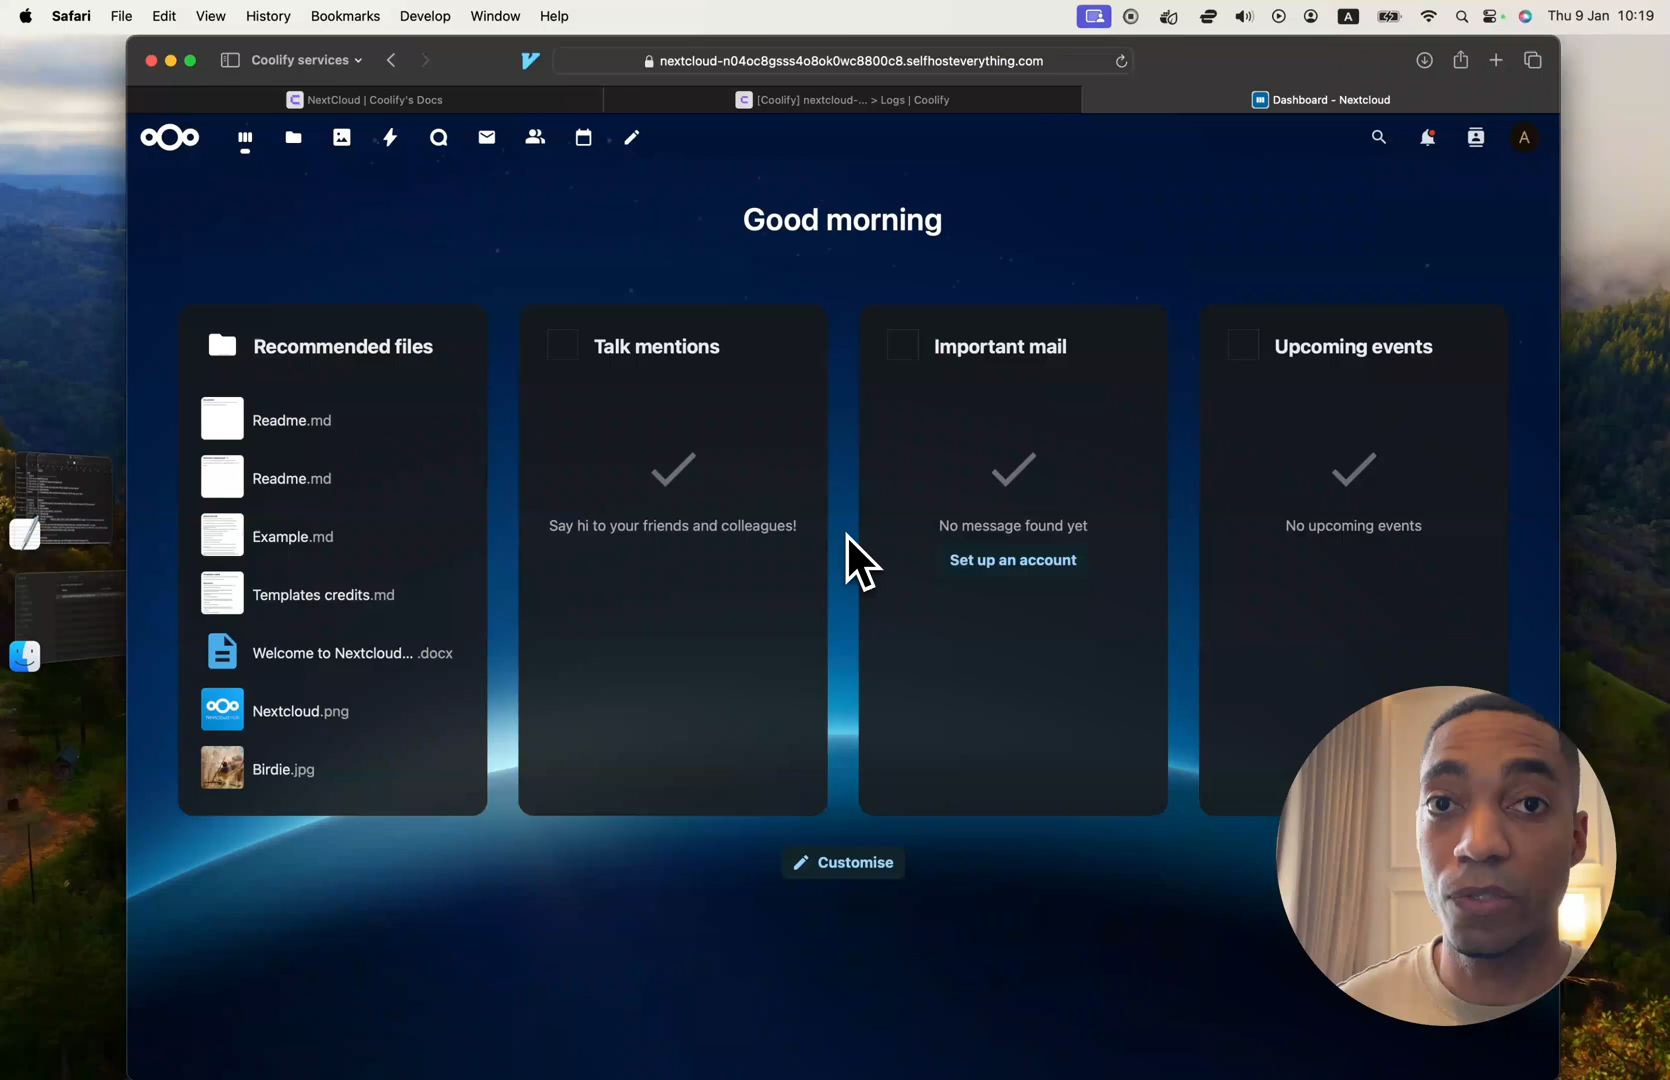 Safari File Edit View History Bookmarks Develop Window Help A Thu 9 Jan 10:19
Coolify services nextcloud-n04oc8gsss4o8ok0wc8800c8.selfhosteverything.com
NextCloud | Coolify's Docs [Coolify] nextcloud-... > Logs | Coolify Dashboard - Nextcloud
A
Good morning
Recommended files
Readme.md
Readme.md
Example.md
Templates credits.md
Welcome to Nextcloud... .docx
Nextcloud.png
Birdie.jpg
Talk mentions
Say hi to your friends and colleagues!
Important mail
No message found yet
Set up an account
Upcoming events
No upcoming events
Customise